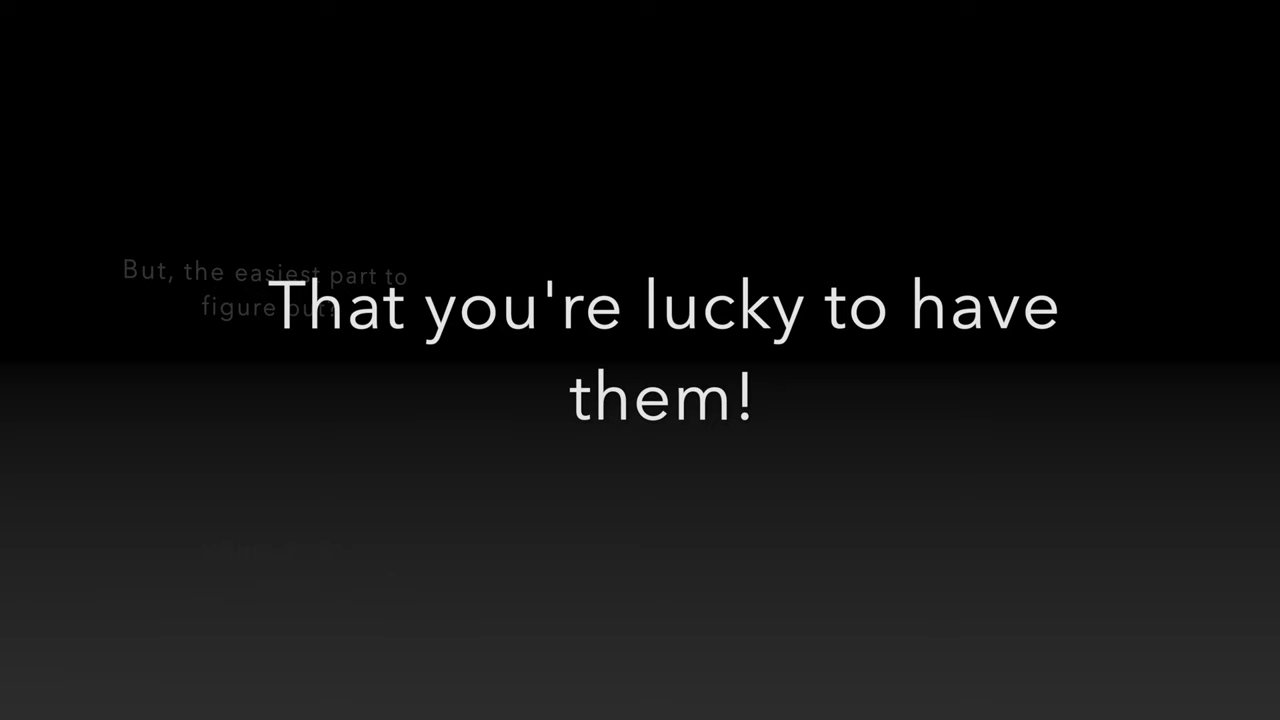 But, the easiest part to
figure out?
That you're lucky to have
them!